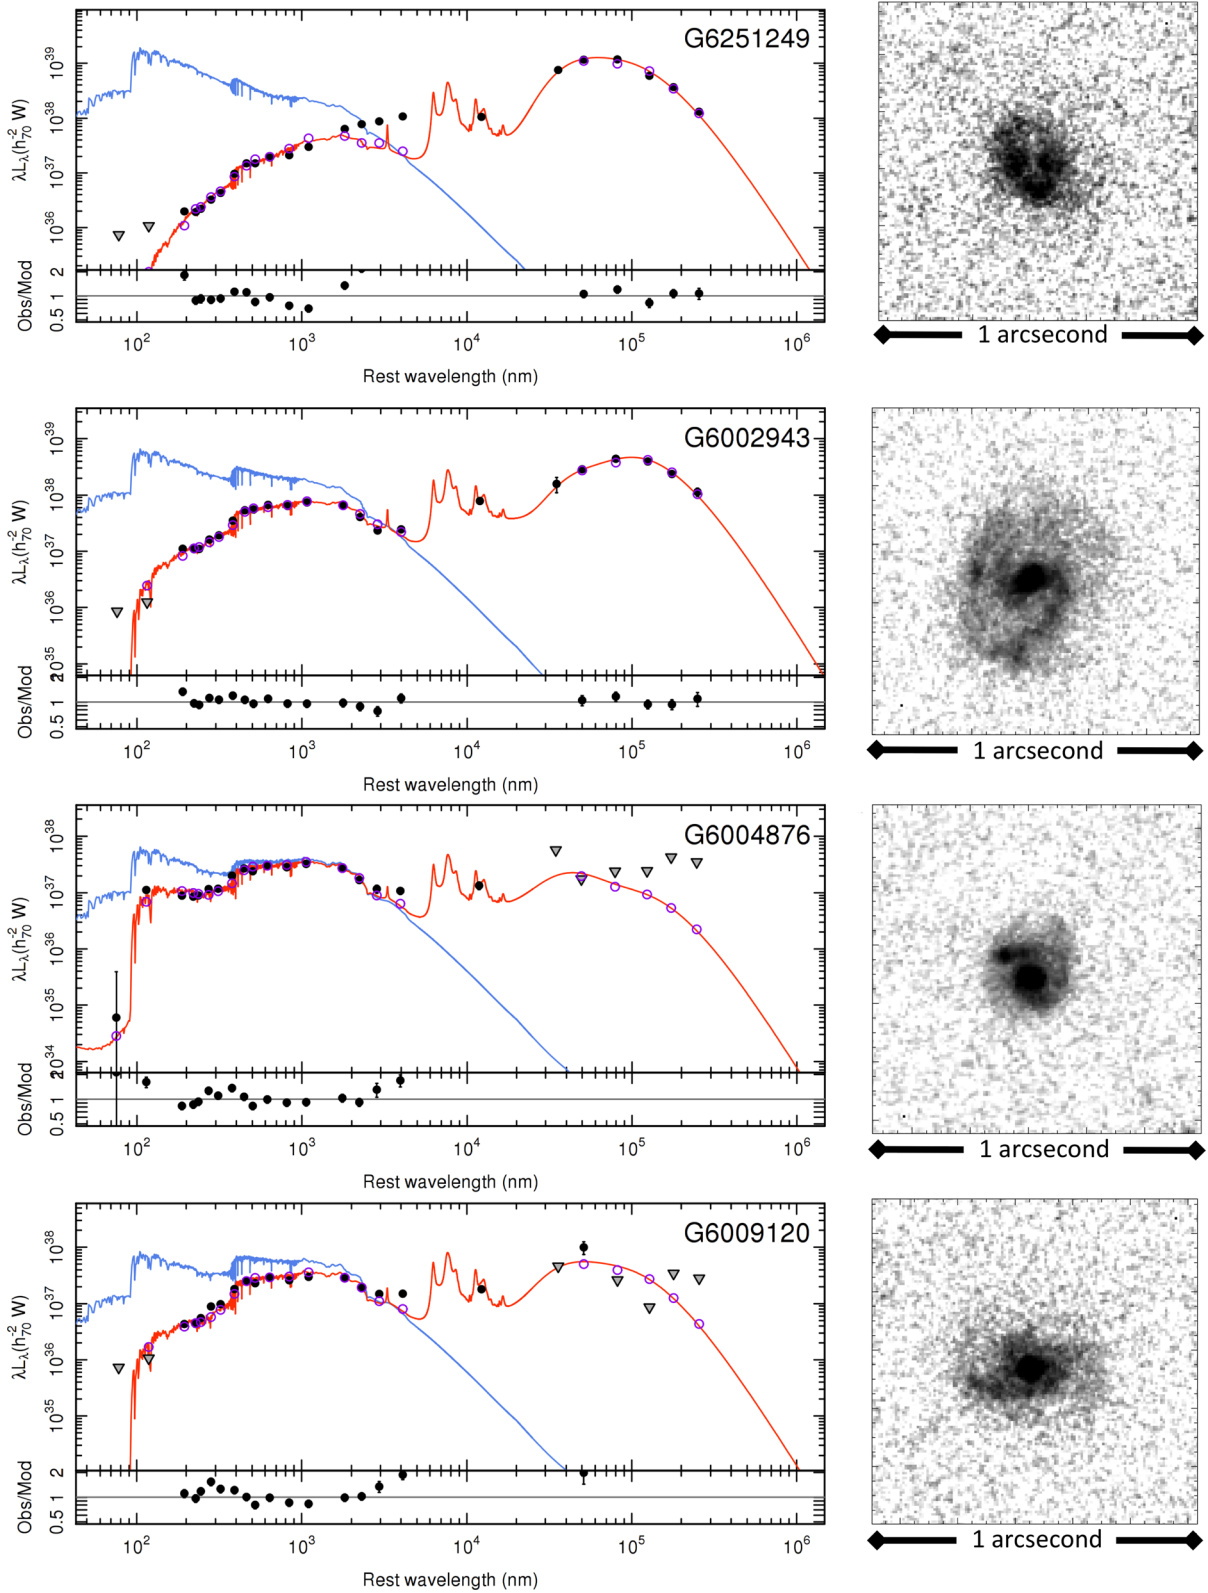 G6251249
λL_λ(h_70^-2 W)
10^39
10^38
10^37
10^36
Obs/Mod
2
1
0.5
10^2 10^3 10^4 10^5 10^6
Rest wavelength (nm)
1 arcsecond
G6002943
λL_λ(h_70^-2 W)
10^39
10^38
10^37
10^36
10^35
Obs/Mod
2
1
0.5
10^2 10^3 10^4 10^5 10^6
Rest wavelength (nm)
1 arcsecond
G6004876
λL_λ(h_70^-2 W)
10^38
10^37
10^36
10^35
10^34
Obs/Mod
2
1
0.5
10^2 10^3 10^4 10^5 10^6
Rest wavelength (nm)
1 arcsecond
G6009120
λL_λ(h_70^-2 W)
10^38
10^37
10^36
10^35
Obs/Mod
2
1
0.5
10^2 10^3 10^4 10^5 10^6
Rest wavelength (nm)
1 arcsecond